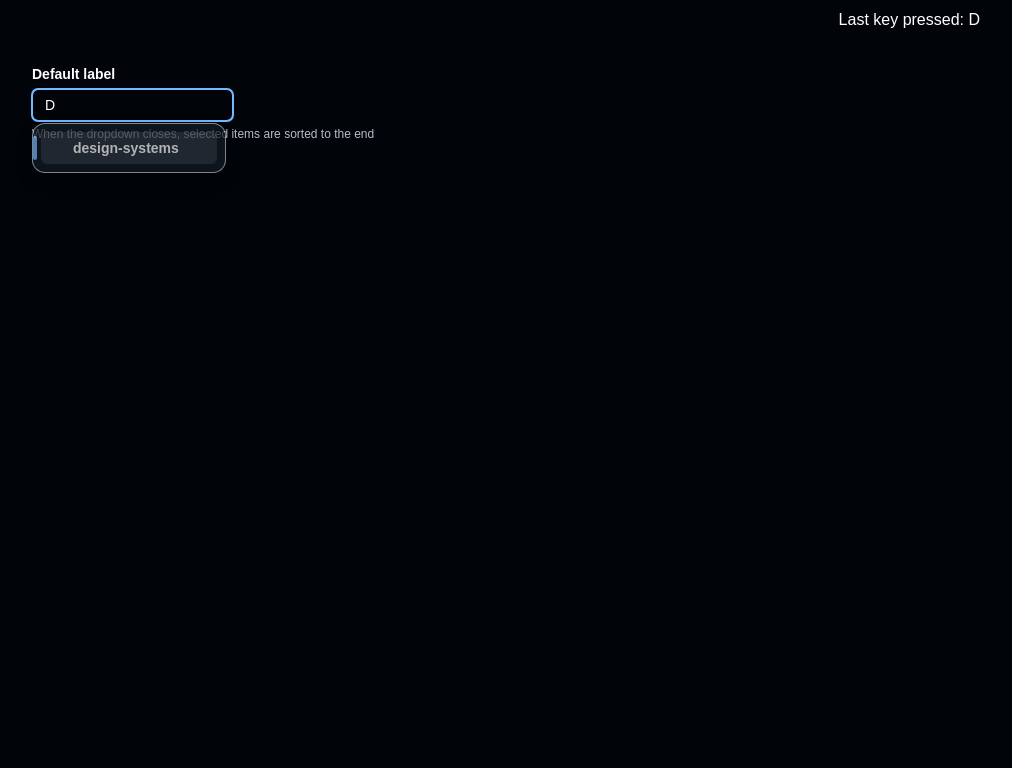 Last key pressed: D
Default label
D
When the dropdown closes, selected items are sorted to the end
design-systems